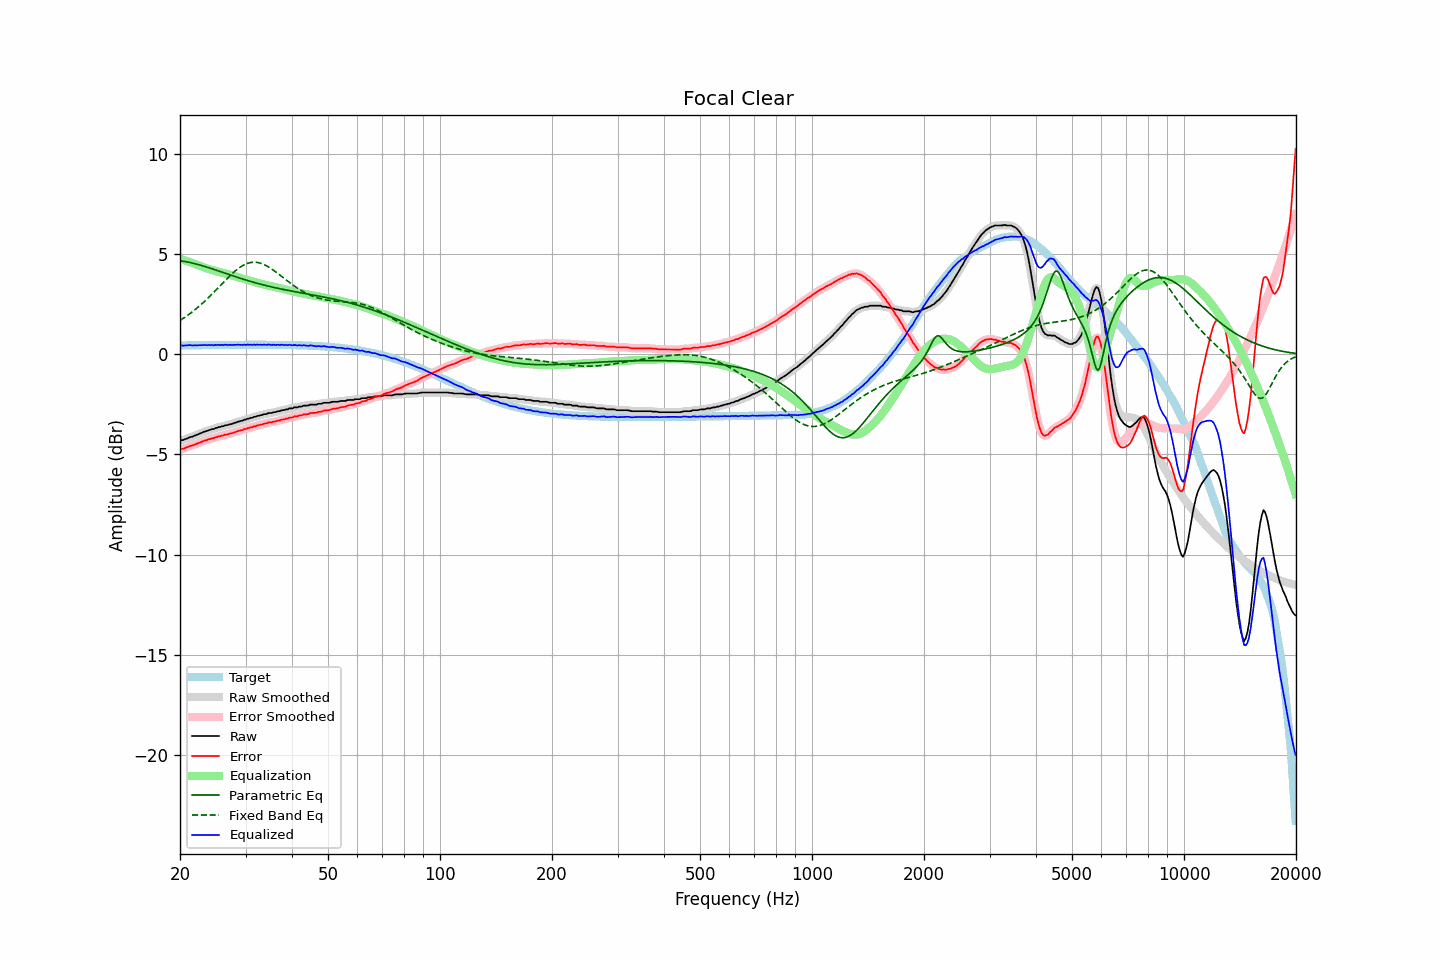 Focal Clear
Amplitude (dBr)
10
5
0
−5
−10
−15
−20
Target
Raw Smoothed
Error Smoothed
Raw
Error
Equalization
Parametric Eq
Fixed Band Eq
Equalized
20 50 100 200 500 1000 2000 5000 10000 20000
Frequency (Hz)